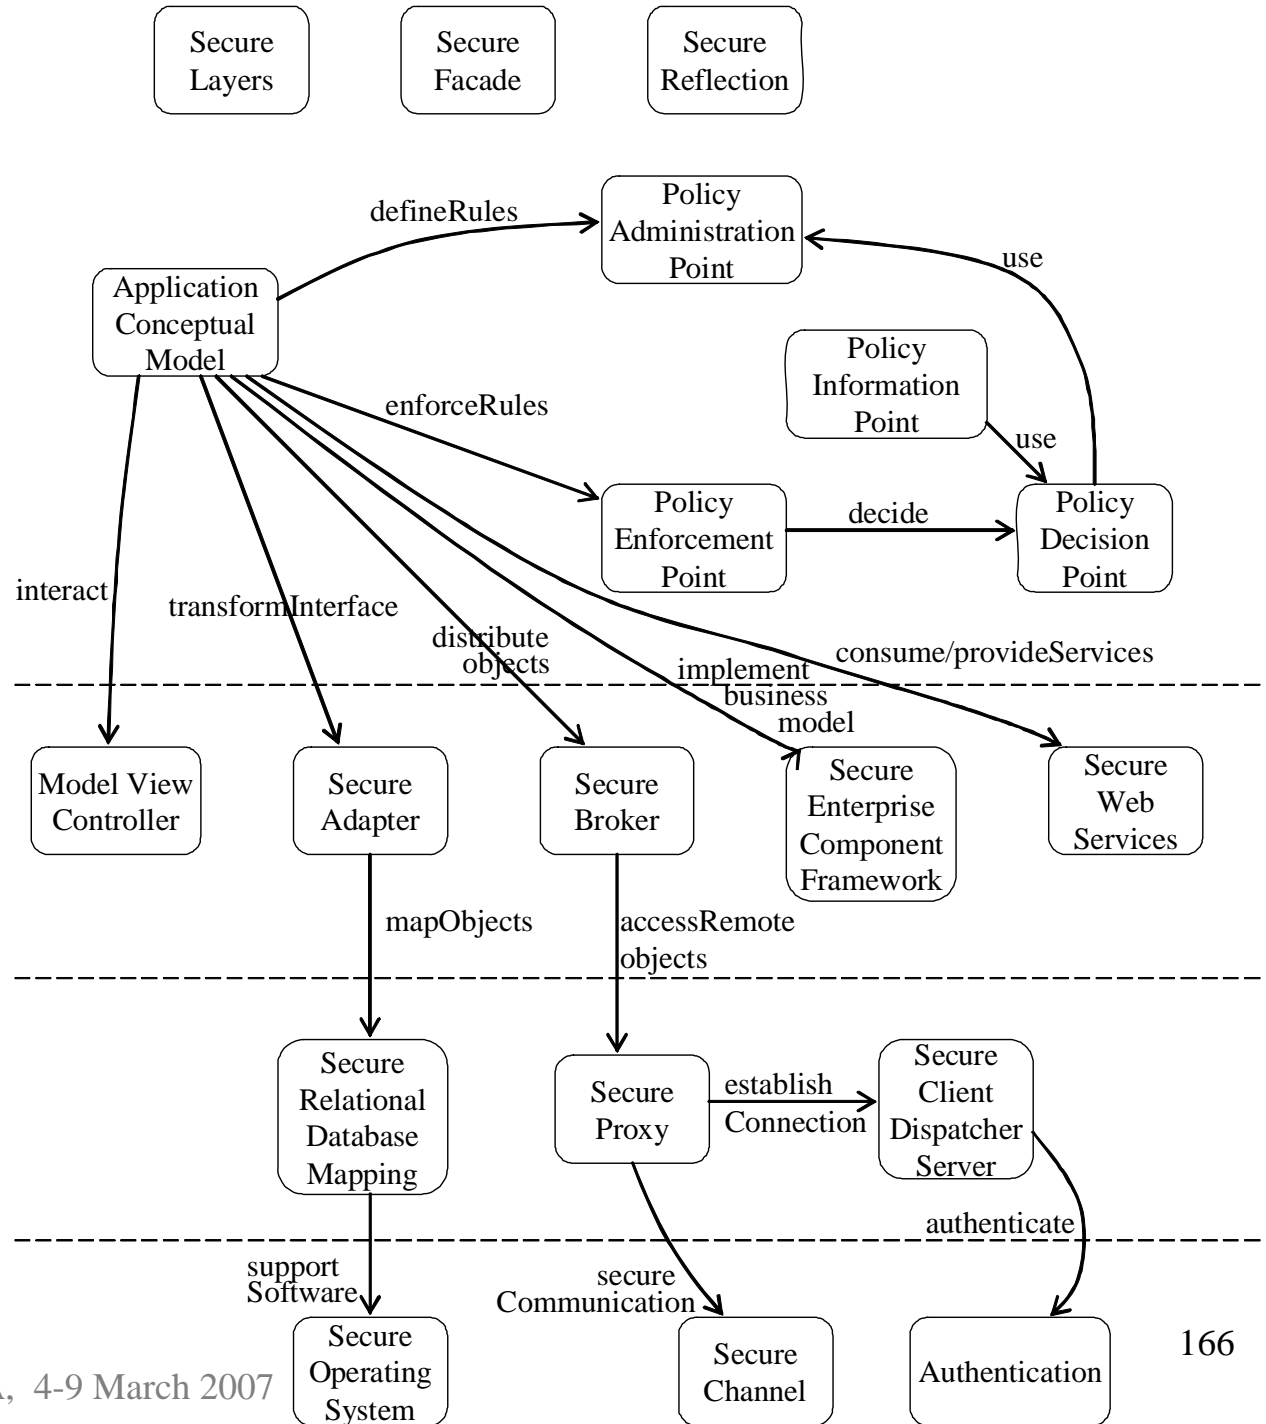 Secure
Layers
Secure
Facade
Secure
Reflection
defineRules
Policy
Administration
Point
use
Application
Conceptual
Model
Policy
Information
Point
enforceRules
use
Policy
Enforcement
Point
decide
Policy
Decision
Point
interact
transformInterface
distribute
objects
implement
business
model
consume/provideServices
Model View
Controller
Secure
Adapter
Secure
Broker
Secure
Enterprise
Component
Framework
Secure
Web
Services
mapObjects
accessRemote
objects
Secure
Relational
Database
Mapping
Secure
Proxy
establish
Connection
Secure
Client
Dispatcher
Server
authenticate
support
Software
secure
Communication
Secure
Operating
System
Secure
Channel
Authentication
166
, 4-9 March 2007